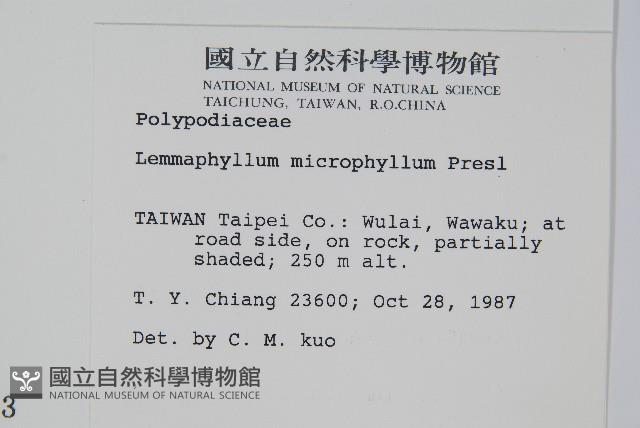 國立自然科學博物館
NATIONAL MUSEUM OF NATURAL SCIENCE
TAICHUNG, TAIWAN, R.O.CHINA
Polypodiaceae
Lemmaphyllum microphyllum Presl
TAIWAN Taipei Co.: Wulai, Wawaku; at
road side, on rock, partially
shaded; 250 m alt.
T. Y. Chiang 23600; Oct 28, 1987
Det. by C. M. kuo
國立自然科學博物館
NATIONAL MUSEUM OF NATURAL SCIENCE
3